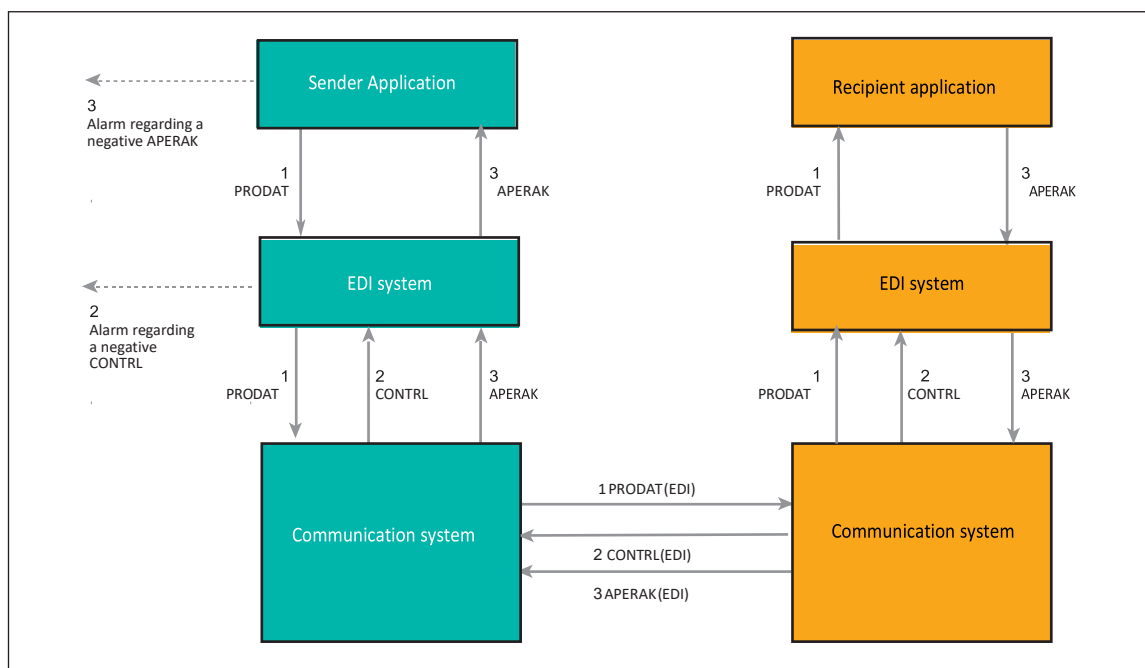 Sender Application
Recipient application
3
Alarm regarding a
negative APERAK
1
PRODAT
3
APERAK
1
PRODAT
3
APERAK
EDI system
EDI system
2
Alarm regarding
a negative
CONTRL
1
PRODAT
2
CONTRL
3
APERAK
1
PRODAT
2
CONTRL
3
APERAK
1 PRODAT(EDI)
Communication system
Communication system
2 CONTRL(EDI)
3 APERAK(EDI)